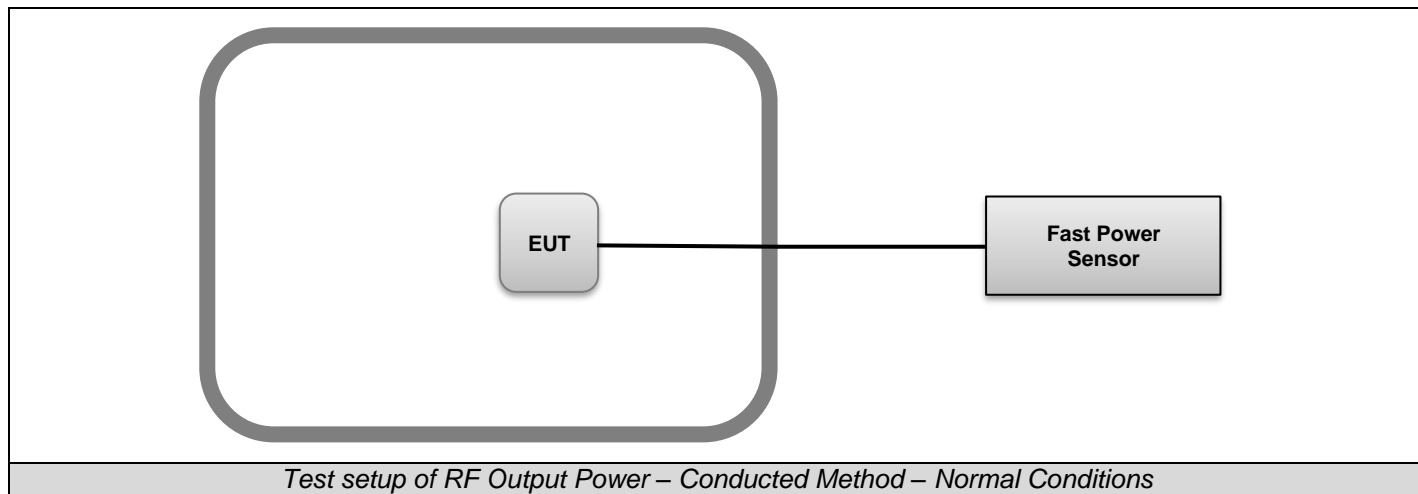 EUT
Fast Power
Sensor
Test setup of RF Output Power – Conducted Method – Normal Conditions